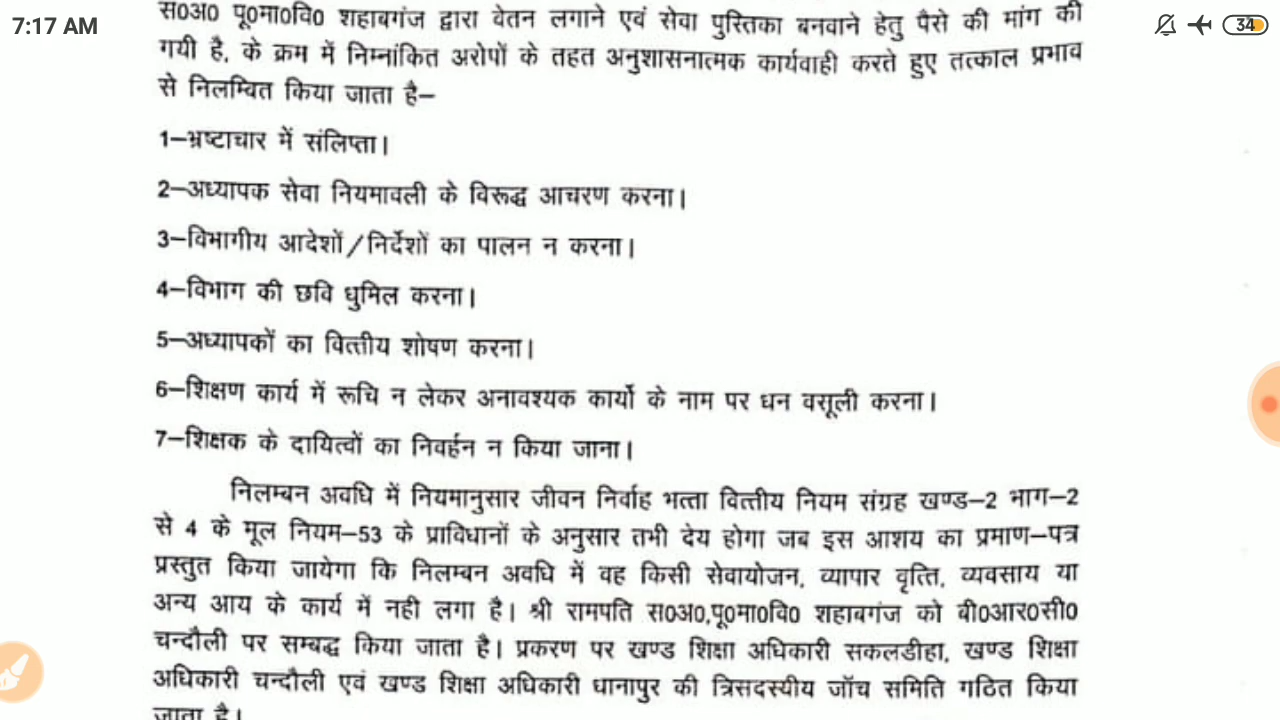 7:17 AM
34
स0अ0 पू0मा0वि0 शहाबगंज द्वारा वेतन लगाने एवं सेवा पुस्तिका बनवाने हेतु पैसे की मांग की
गयी है, के क्रम में निम्नांकित अरोपों के तहत अनुशासनात्मक कार्यवाही करते हुए तत्काल प्रभाव
से निलम्बित किया जाता है–
1–भ्रष्टाचार में संलिप्ता।
2–अध्यापक सेवा नियमावली के विरूद्ध आचरण करना।
3–विभागीय आदेशों/निर्देशों का पालन न करना।
4–विभाग की छवि धुमिल करना।
5–अध्यापकों का वित्तीय शोषण करना।
6–शिक्षण कार्य में रूचि न लेकर अनावश्यक कार्यो के नाम पर धन वसूली करना।
7–शिक्षक के दायित्वों का निवर्हन न किया जाना।
निलम्बन अवधि में नियमानुसार जीवन निर्वाह भत्ता वित्तीय नियम संग्रह खण्ड–2 भाग–2
से 4 के मूल नियम–53 के प्राविधानों के अनुसार तभी देय होगा जब इस आशय का प्रमाण–पत्र
प्रस्तुत किया जायेगा कि निलम्बन अवधि में वह किसी सेवायोजन, व्यापार वृत्ति, व्यवसाय या
अन्य आय के कार्य में नही लगा है। श्री रामपति स0अ0,पू0मा0वि0 शहाबगंज को बी0आर0सी0
चन्दौली पर सम्बद्ध किया जाता है। प्रकरण पर खण्ड शिक्षा अधिकारी सकलडीहा, खण्ड शिक्षा
अधिकारी चन्दौली एवं खण्ड शिक्षा अधिकारी धानापुर की त्रिसदस्यीय जॉच समिति गठित किया
जाता है।